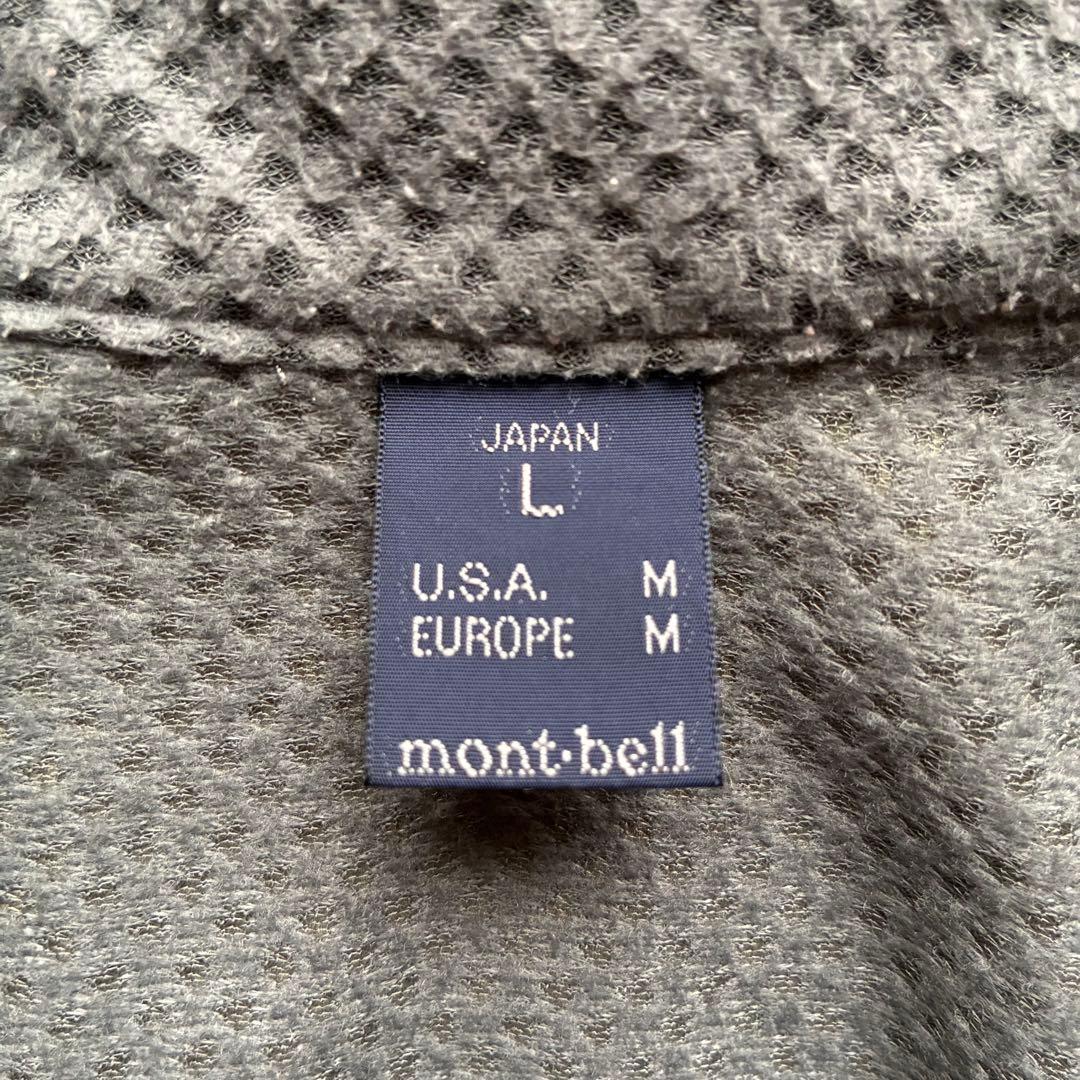 JAPAN
L
U.S.A. M
EUROPE M
mont·bell